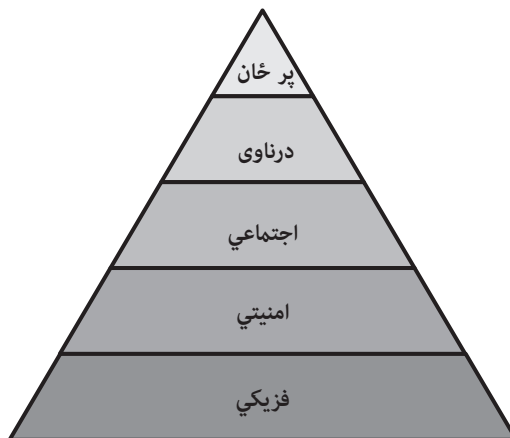 پر ځان
درناوی
اجتماعي
امنيتي
فزيکي